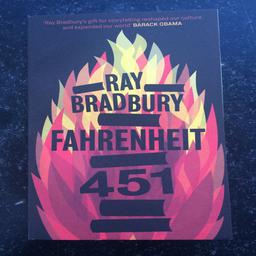 'Ray Bradbury's gift for storytelling reshaped our culture
and expanded our world' BARACK OBAMA
RAY
BRADBURY
FAHRENHEIT
451